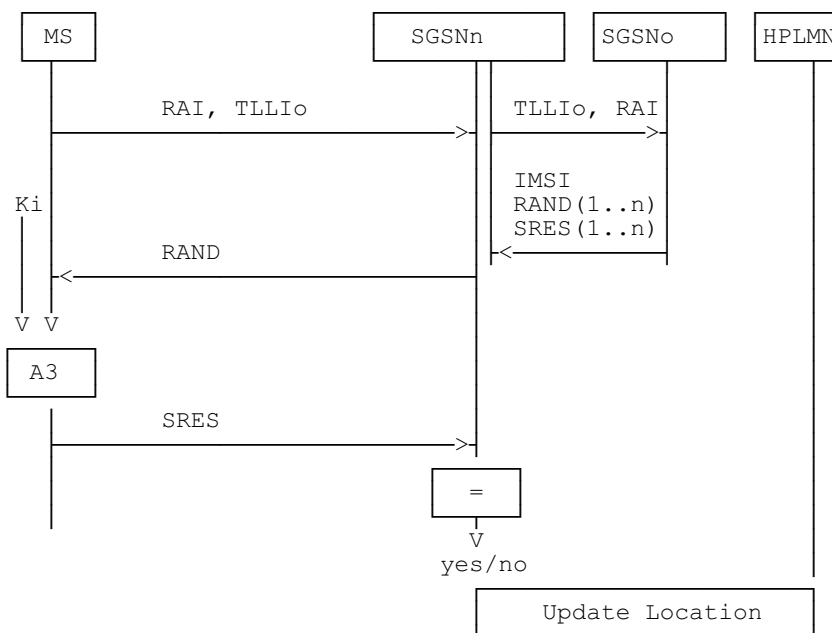 MS SGSNn SGSNo HPLMN
RAI, TLLIo TLLIo, RAI
IMSI
Ki RAND(1..n)
SRES(1..n)
RAND
V V
A3
SRES
=
V
yes/no
Update Location